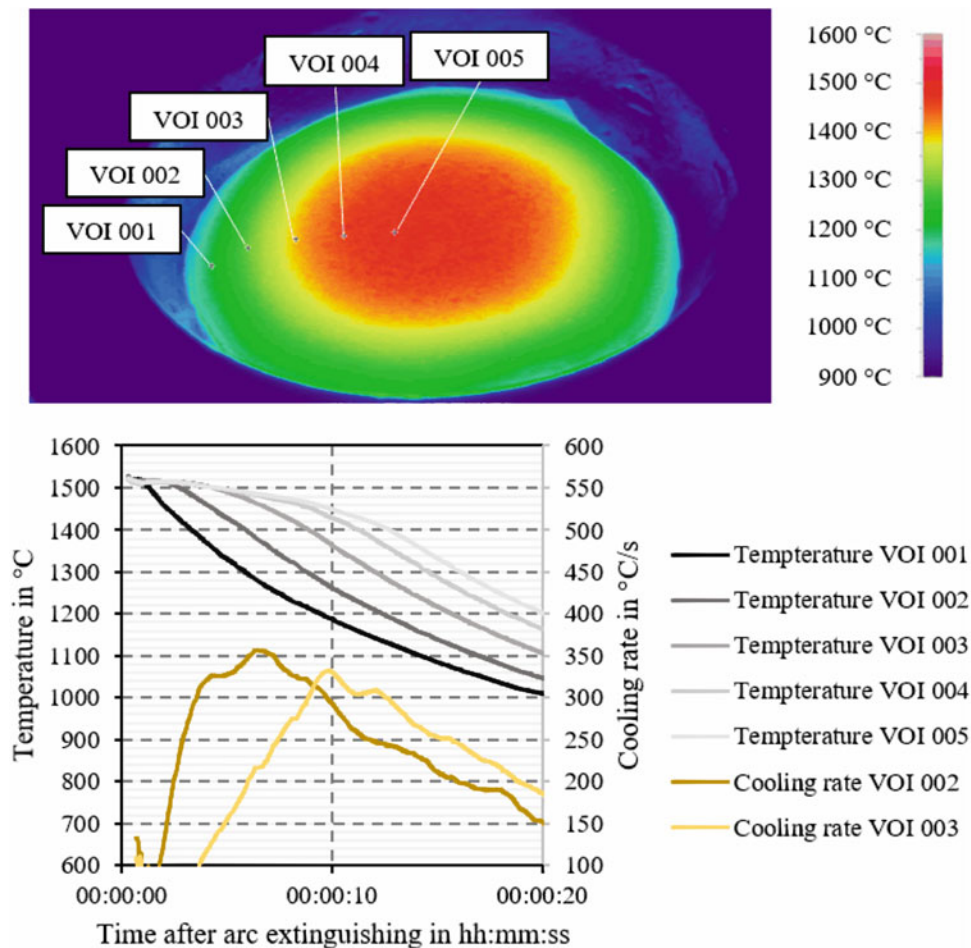 VOI 004
VOI 005
VOI 003
VOI 002
VOI 001
1600 °C
1500 °C
1400 °C
1300 °C
1200 °C
1100 °C
1000 °C
900 °C
1600
1500
1400
1300
1200
1100
1000
900
800
700
600
Temperature in °C
600
550
500
450
400
350
300
250
200
150
100
Cooling rate in °C/s
00:00:00
00:00:10
00:00:20
Time after arc extinguishing in hh:mm:ss
Tempterature VOI 001
Tempterature VOI 002
Tempterature VOI 003
Tempterature VOI 004
Tempterature VOI 005
Cooling rate VOI 002
Cooling rate VOI 003